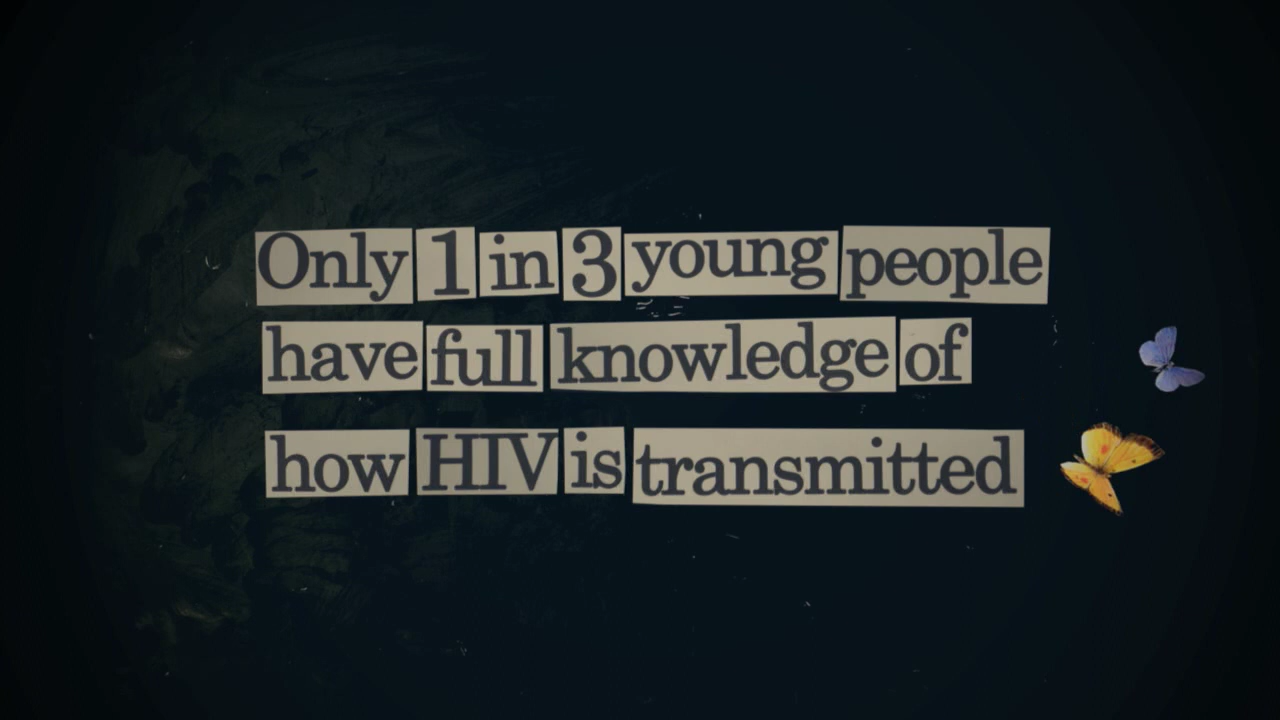 Only 1 in 3 young people
have full knowledge of
how HIV is transmitted